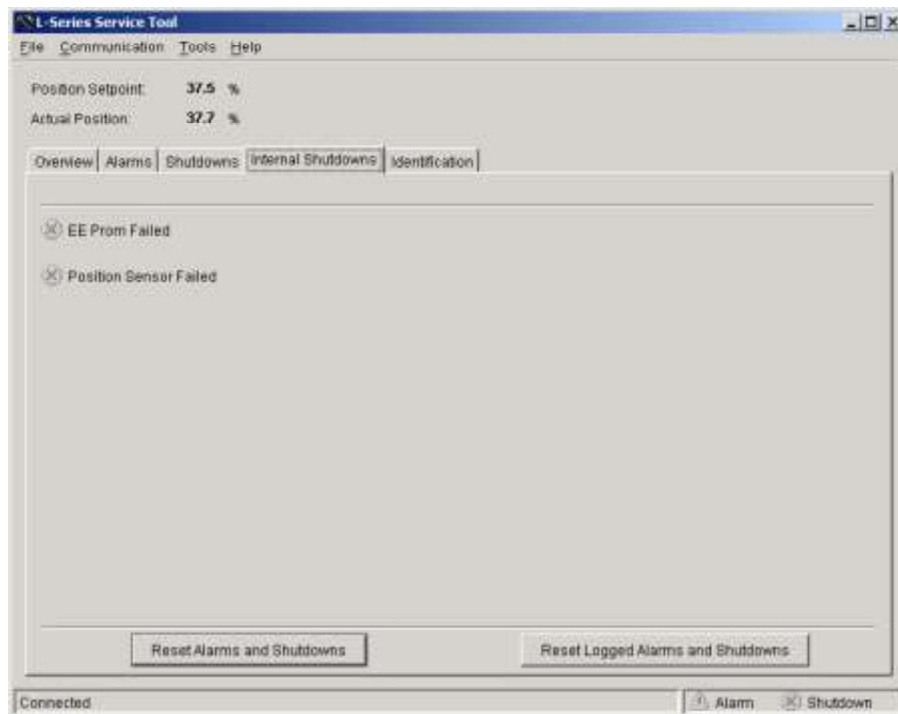 L-Series Service Tool
File Communication Tools Help
Position Setpoint: 37.5 %
Actual Position: 37.7 %
Overview Alarms Shutdowns Internal Shutdowns Identification
EE Prom Failed
Position Sensor Failed
Reset Alarms and Shutdowns Reset Logged Alarms and Shutdowns
Connected Alarm Shutdown